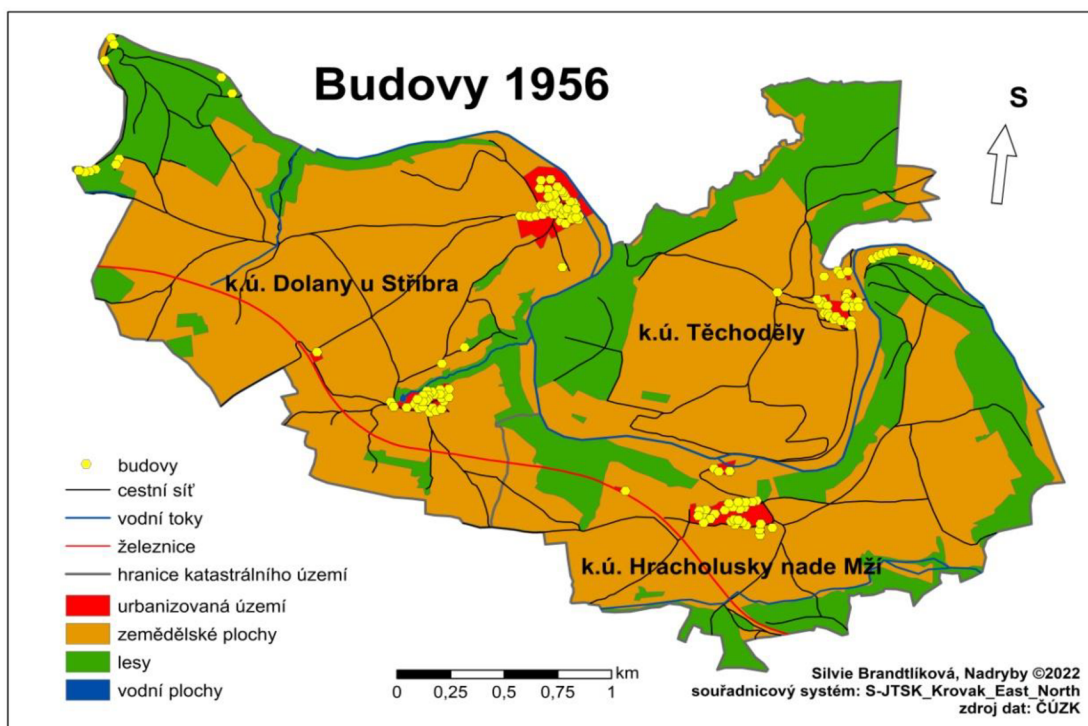 Budovy 1956
S
k.ú. Dolany u Stříbra
k.ú. Těchoděly
k.ú. Hracholusky nade Mží
budovy
cestní síť
vodní toky
železnice
hranice katastrálního území
urbanizovaná území
zemědělské plochy
lesy
vodní plochy
km
0 0,25 0,5 0,75 1
Silvie Brandtlíková, Nadryby ©2022
souřadnicový systém: S-JTSK_Krovak_East_North
zdroj dat: ČÚZK